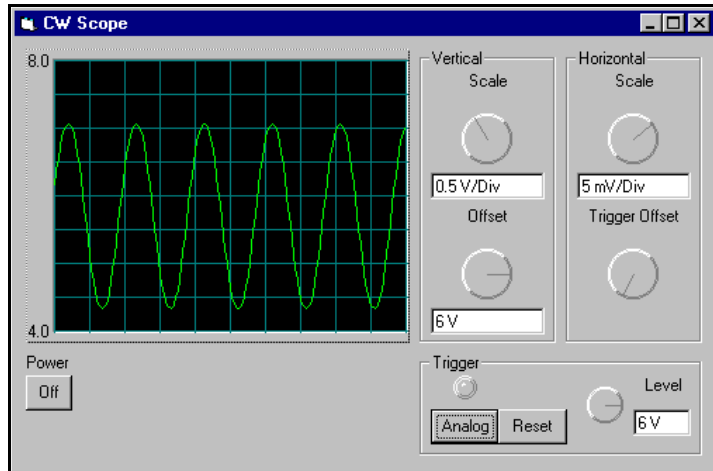 CW Scope
8.0
4.0
Vertical
Scale
0.5 V/Div
Offset
6 V
Horizontal
Scale
5 mV/Div
Trigger Offset
Power
Off
Trigger
Analog
Reset
Level
6 V